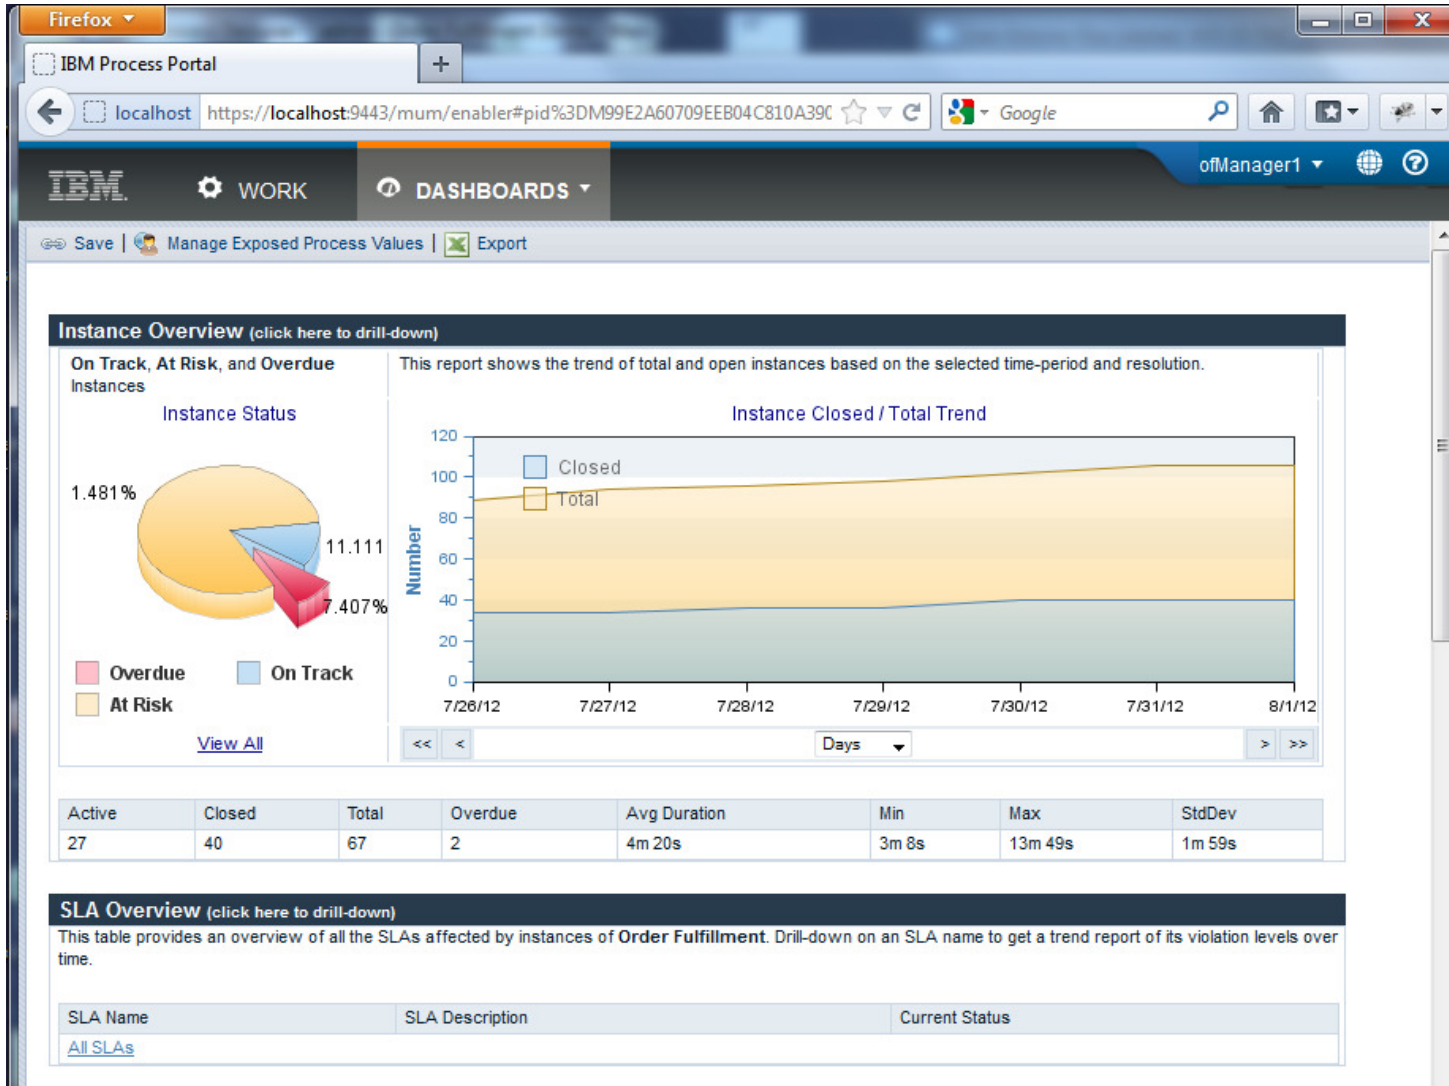 Firefox
IBM Process Portal
+
localhost https://localhost:9443/mum/enabler#pid%3DM99E2A60709EEB04C810A390 Google
IBM. WORK DASHBOARDS ofManager1 ?
Save | Manage Exposed Process Values | Export
Instance Overview (click here to drill-down)
On Track, At Risk, and Overdue
Instances
This report shows the trend of total and open instances based on the selected time-period and resolution.
Instance Status
1.481%
11.111
7.407%
Overdue On Track
At Risk
View All
Instance Closed / Total Trend
Number
120
100
80
60
40
20
0
Closed
Total
7/26/12 7/27/12 7/28/12 7/29/12 7/30/12 7/31/12 8/1/12
<< < Days > >>
Active Closed Total Overdue Avg Duration Min Max StdDev
27 40 67 2 4m 20s 3m 8s 13m 49s 1m 59s
SLA Overview (click here to drill-down)
This table provides an overview of all the SLAs affected by instances of Order Fulfillment. Drill-down on an SLA name to get a trend report of its violation levels over
time.
SLA Name SLA Description Current Status
All SLAs